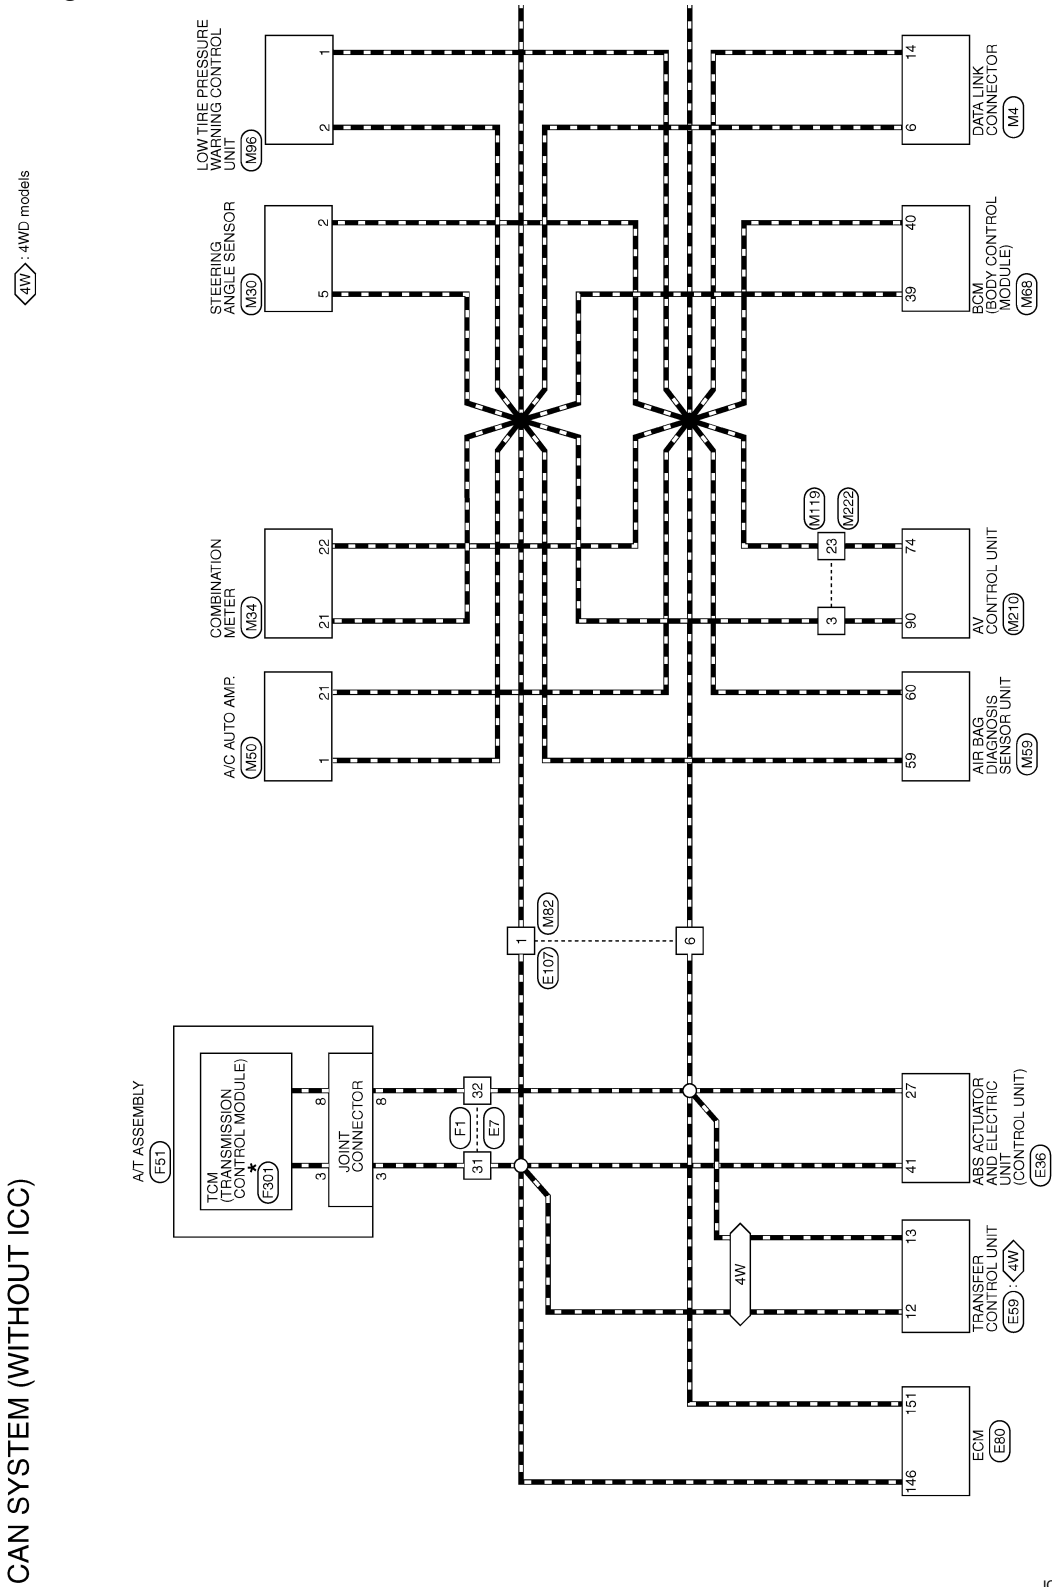 CAN SYSTEM (WITHOUT ICC)
4W : 4WD models
A/T ASSEMBLY
F51
TCM
(TRANSMISSION
CONTROL MODULE)
*
F301
3
8
JOINT
CONNECTOR
3
8
31
32
F1
E7
A/C AUTO AMP.
M50
1
21
COMBINATION
METER
M34
21
22
STEERING
ANGLE SENSOR
M30
5
2
LOW TIRE PRESSURE
WARNING CONTROL
UNIT
M96
2
1
1
6
E107
M82
4W
3
23
M119
M222
146
151
ECM
E80
12
13
TRANSFER
CONTROL UNIT
E59 : 4W
41
27
ABS ACTUATOR
AND ELECTRIC
UNIT
(CONTROL UNIT)
E36
59
60
AIR BAG
DIAGNOSIS
SENSOR UNIT
M59
90
74
AV
CONTROL UNIT
M210
39
40
BCM
(BODY CONTROL
MODULE)
M68
6
14
DATA LINK
CONNECTOR
M4